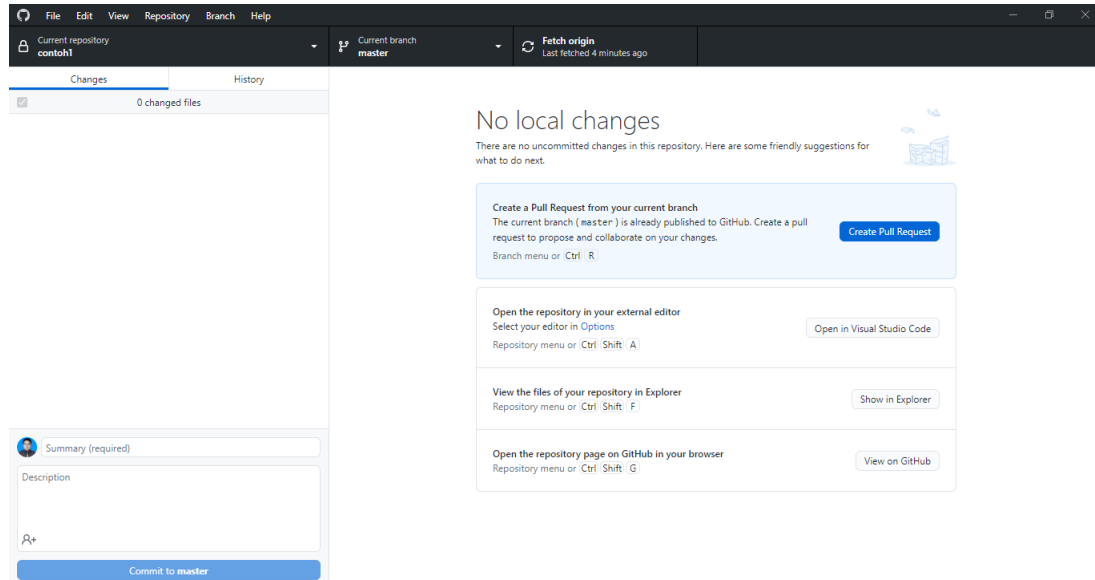 File Edit View Repository Branch Help
Current repository
contoh1
Current branch
master
Fetch origin
Last fetched 4 minutes ago
Changes History
0 changed files
No local changes
There are no uncommitted changes in this repository. Here are some friendly suggestions for
what to do next.
Create a Pull Request from your current branch
The current branch (master) is already published to GitHub. Create a pull
request to propose and collaborate on your changes.
Branch menu or Ctrl R
Create Pull Request
Open the repository in your external editor
Select your editor in Options
Repository menu or Ctrl Shift A
Open in Visual Studio Code
View the files of your repository in Explorer
Repository menu or Ctrl Shift F
Show in Explorer
Open the repository page on GitHub in your browser
Repository menu or Ctrl Shift G
View on GitHub
Summary (required)
Description
Commit to master